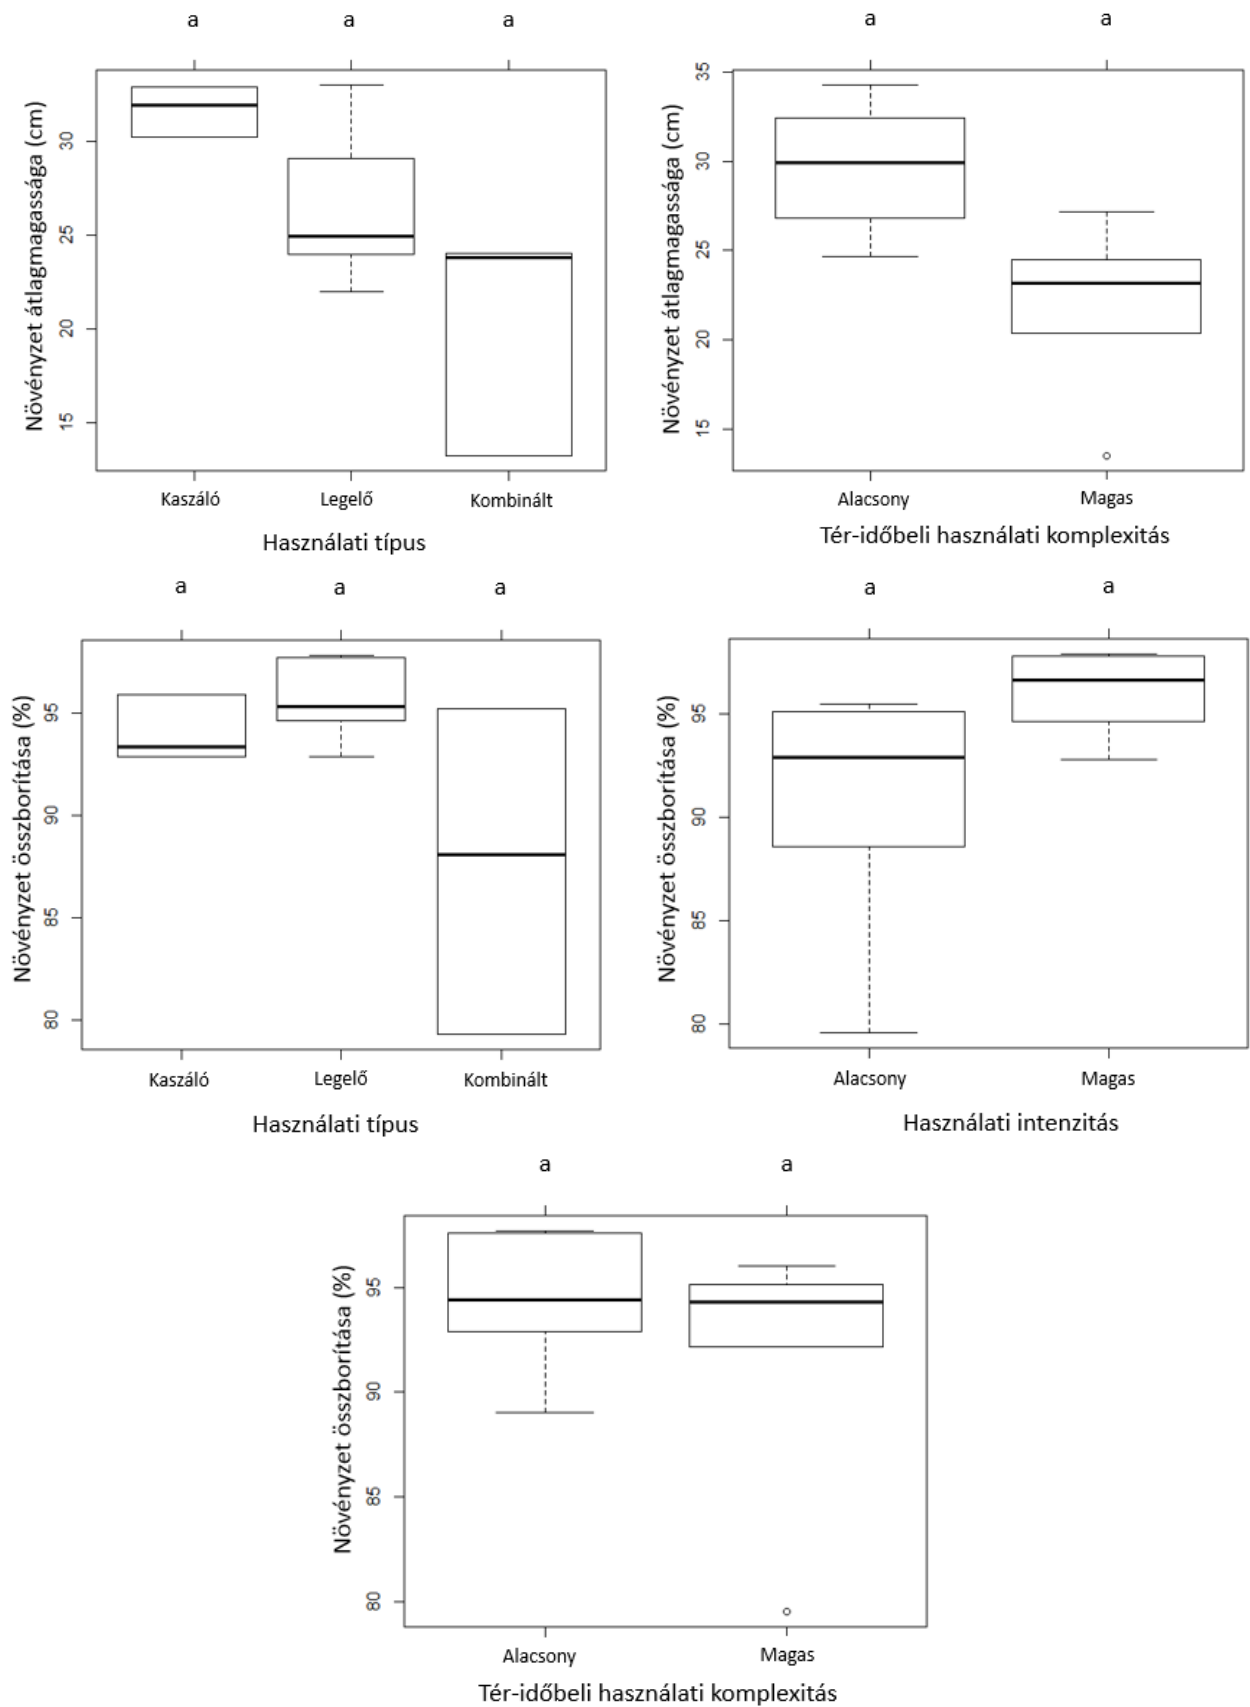 a a a
Növényzet átlagmagassága (cm)
30
25
20
15
Kaszáló Legelő Kombinált
Használati típus
a a
Növényzet átlagmagassága (cm)
35
30
25
20
15
Alacsony Magas
Tér-időbeli használati komplexitás
a a a
Növényzet összborítása (%)
95
90
85
80
Kaszáló Legelő Kombinált
Használati típus
a a
Növényzet összborítása (%)
95
90
85
80
Alacsony Magas
Használati intenzitás
a a
Növényzet összborítása (%)
95
90
85
80
Alacsony Magas
Tér-időbeli használati komplexitás